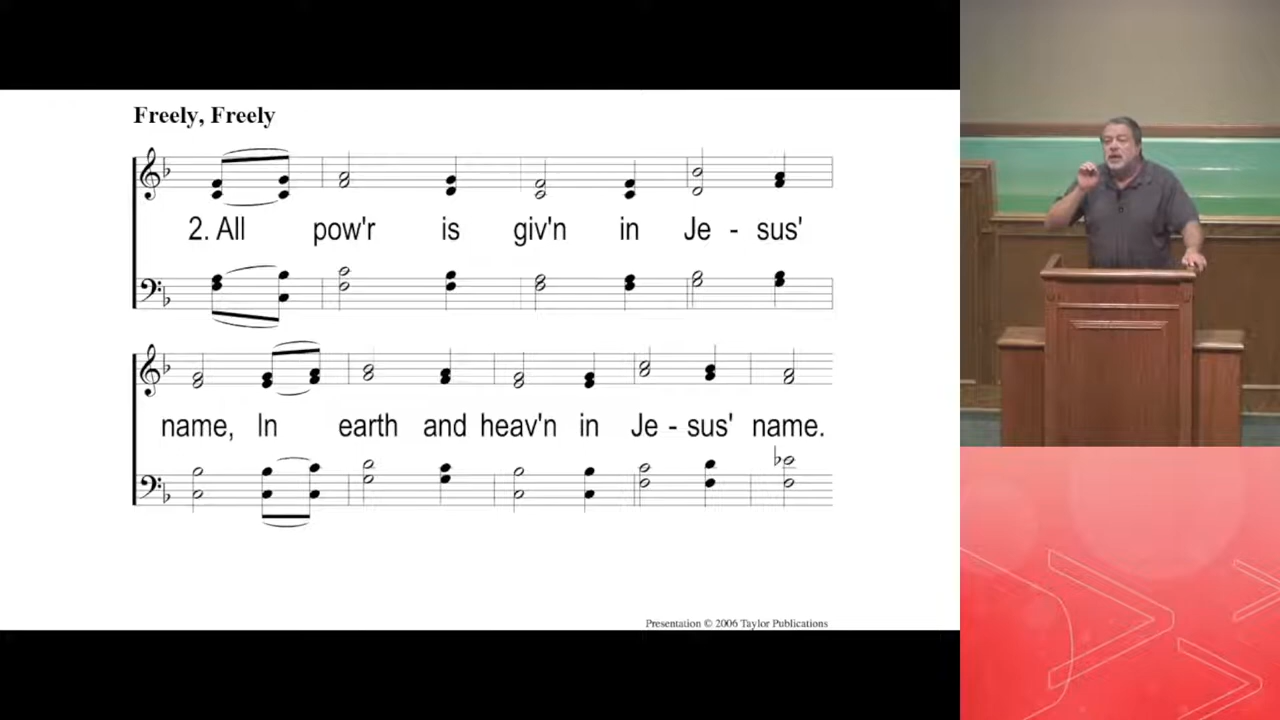 Freely, Freely
2. All pow'r is giv'n in Je - sus'
name, In earth and heav'n in Je - sus' name.
Presentation © 2006 Taylor Publications